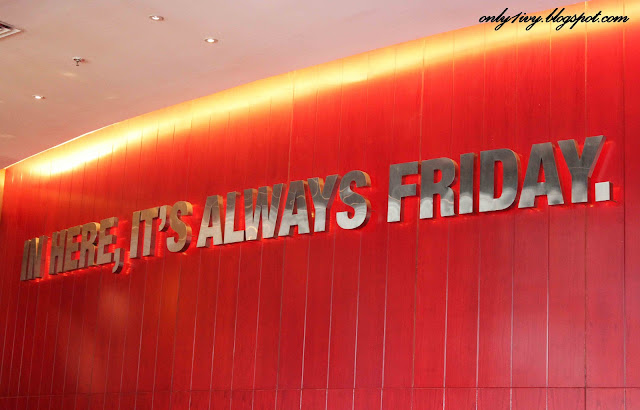 only1ivy.blogspot.com
IN HERE, IT'S ALWAYS FRIDAY.